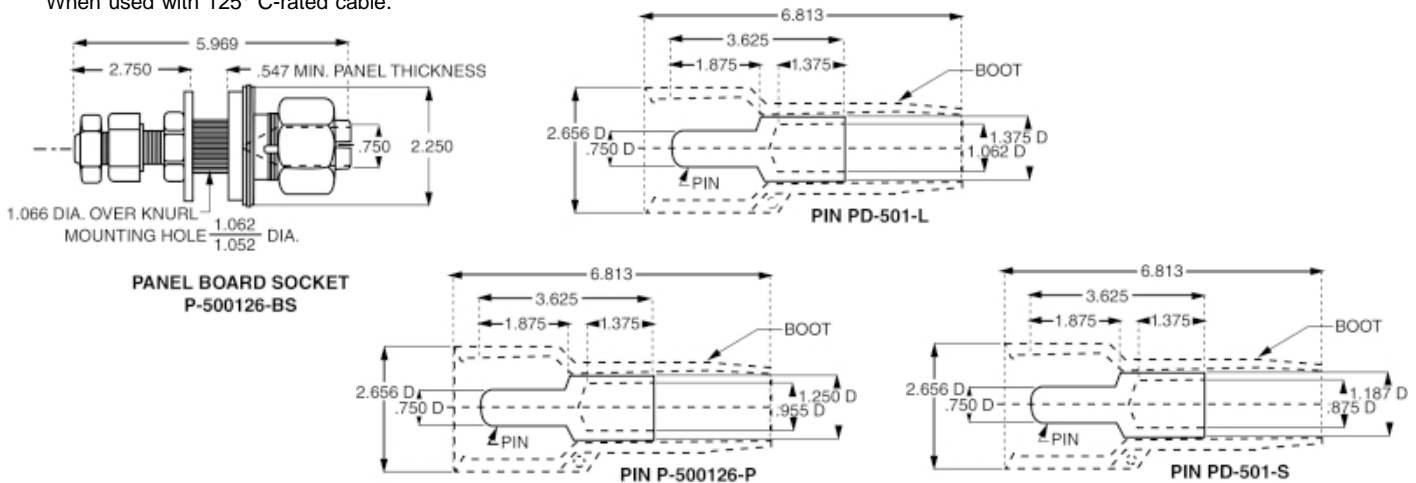 When used with 125° C-rated cable.
5.969
2.750
.547 MIN. PANEL THICKNESS
.750
2.250
1.066 DIA. OVER KNURL
MOUNTING HOLE 1.062 DIA.
1.052
PANEL BOARD SOCKET
P-500126-BS
6.813
3.625
1.875
1.375
BOOT
2.656 D
.750 D
1.375 D
1.062 D
PIN
PIN PD-501-L
6.813
3.625
1.875
1.375
BOOT
2.656 D
.750 D
1.250 D
.955 D
PIN
PIN P-500126-P
6.813
3.625
1.875
1.375
BOOT
2.656 D
.750 D
1.187 D
.875 D
PIN
PIN PD-501-S